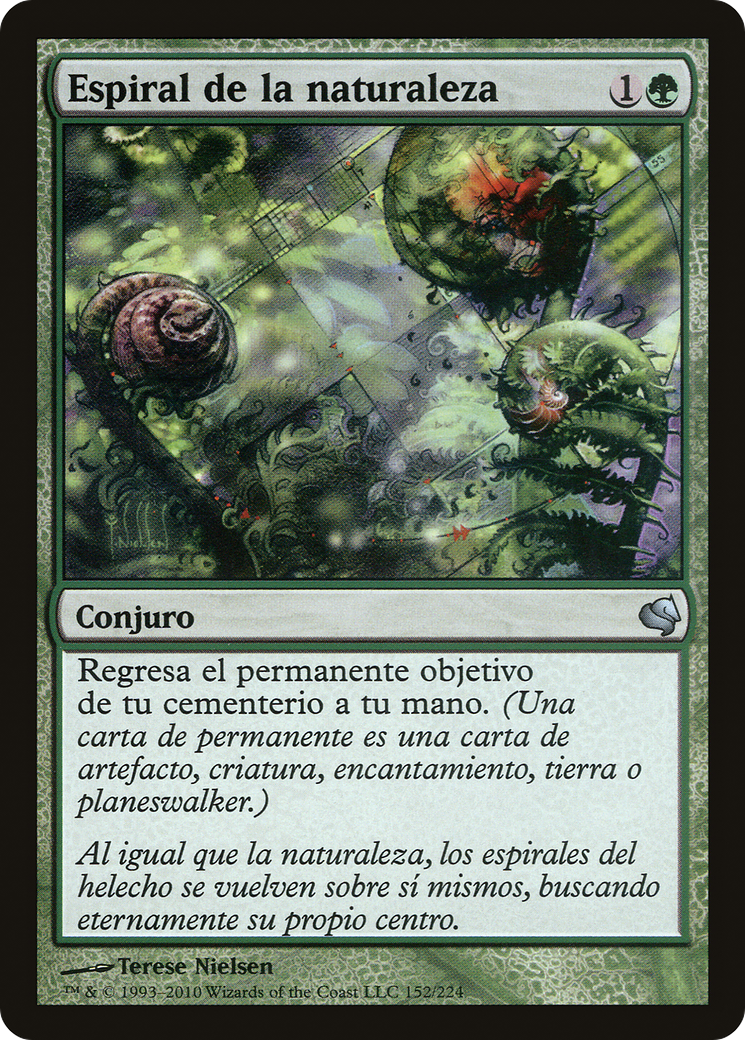 Espiral de la naturaleza 1
55
T. Nielsen
Conjuro
Regresa el permanente objetivo
de tu cementerio a tu mano. (Una
carta de permanente es una carta de
artefacto, criatura, encantamiento, tierra o
planeswalker.)
Al igual que la naturaleza, los espirales del
helecho se vuelven sobre sí mismos, buscando
eternamente su propio centro.
Terese Nielsen
™ & © 1993–2010 Wizards of the Coast LLC 152/224